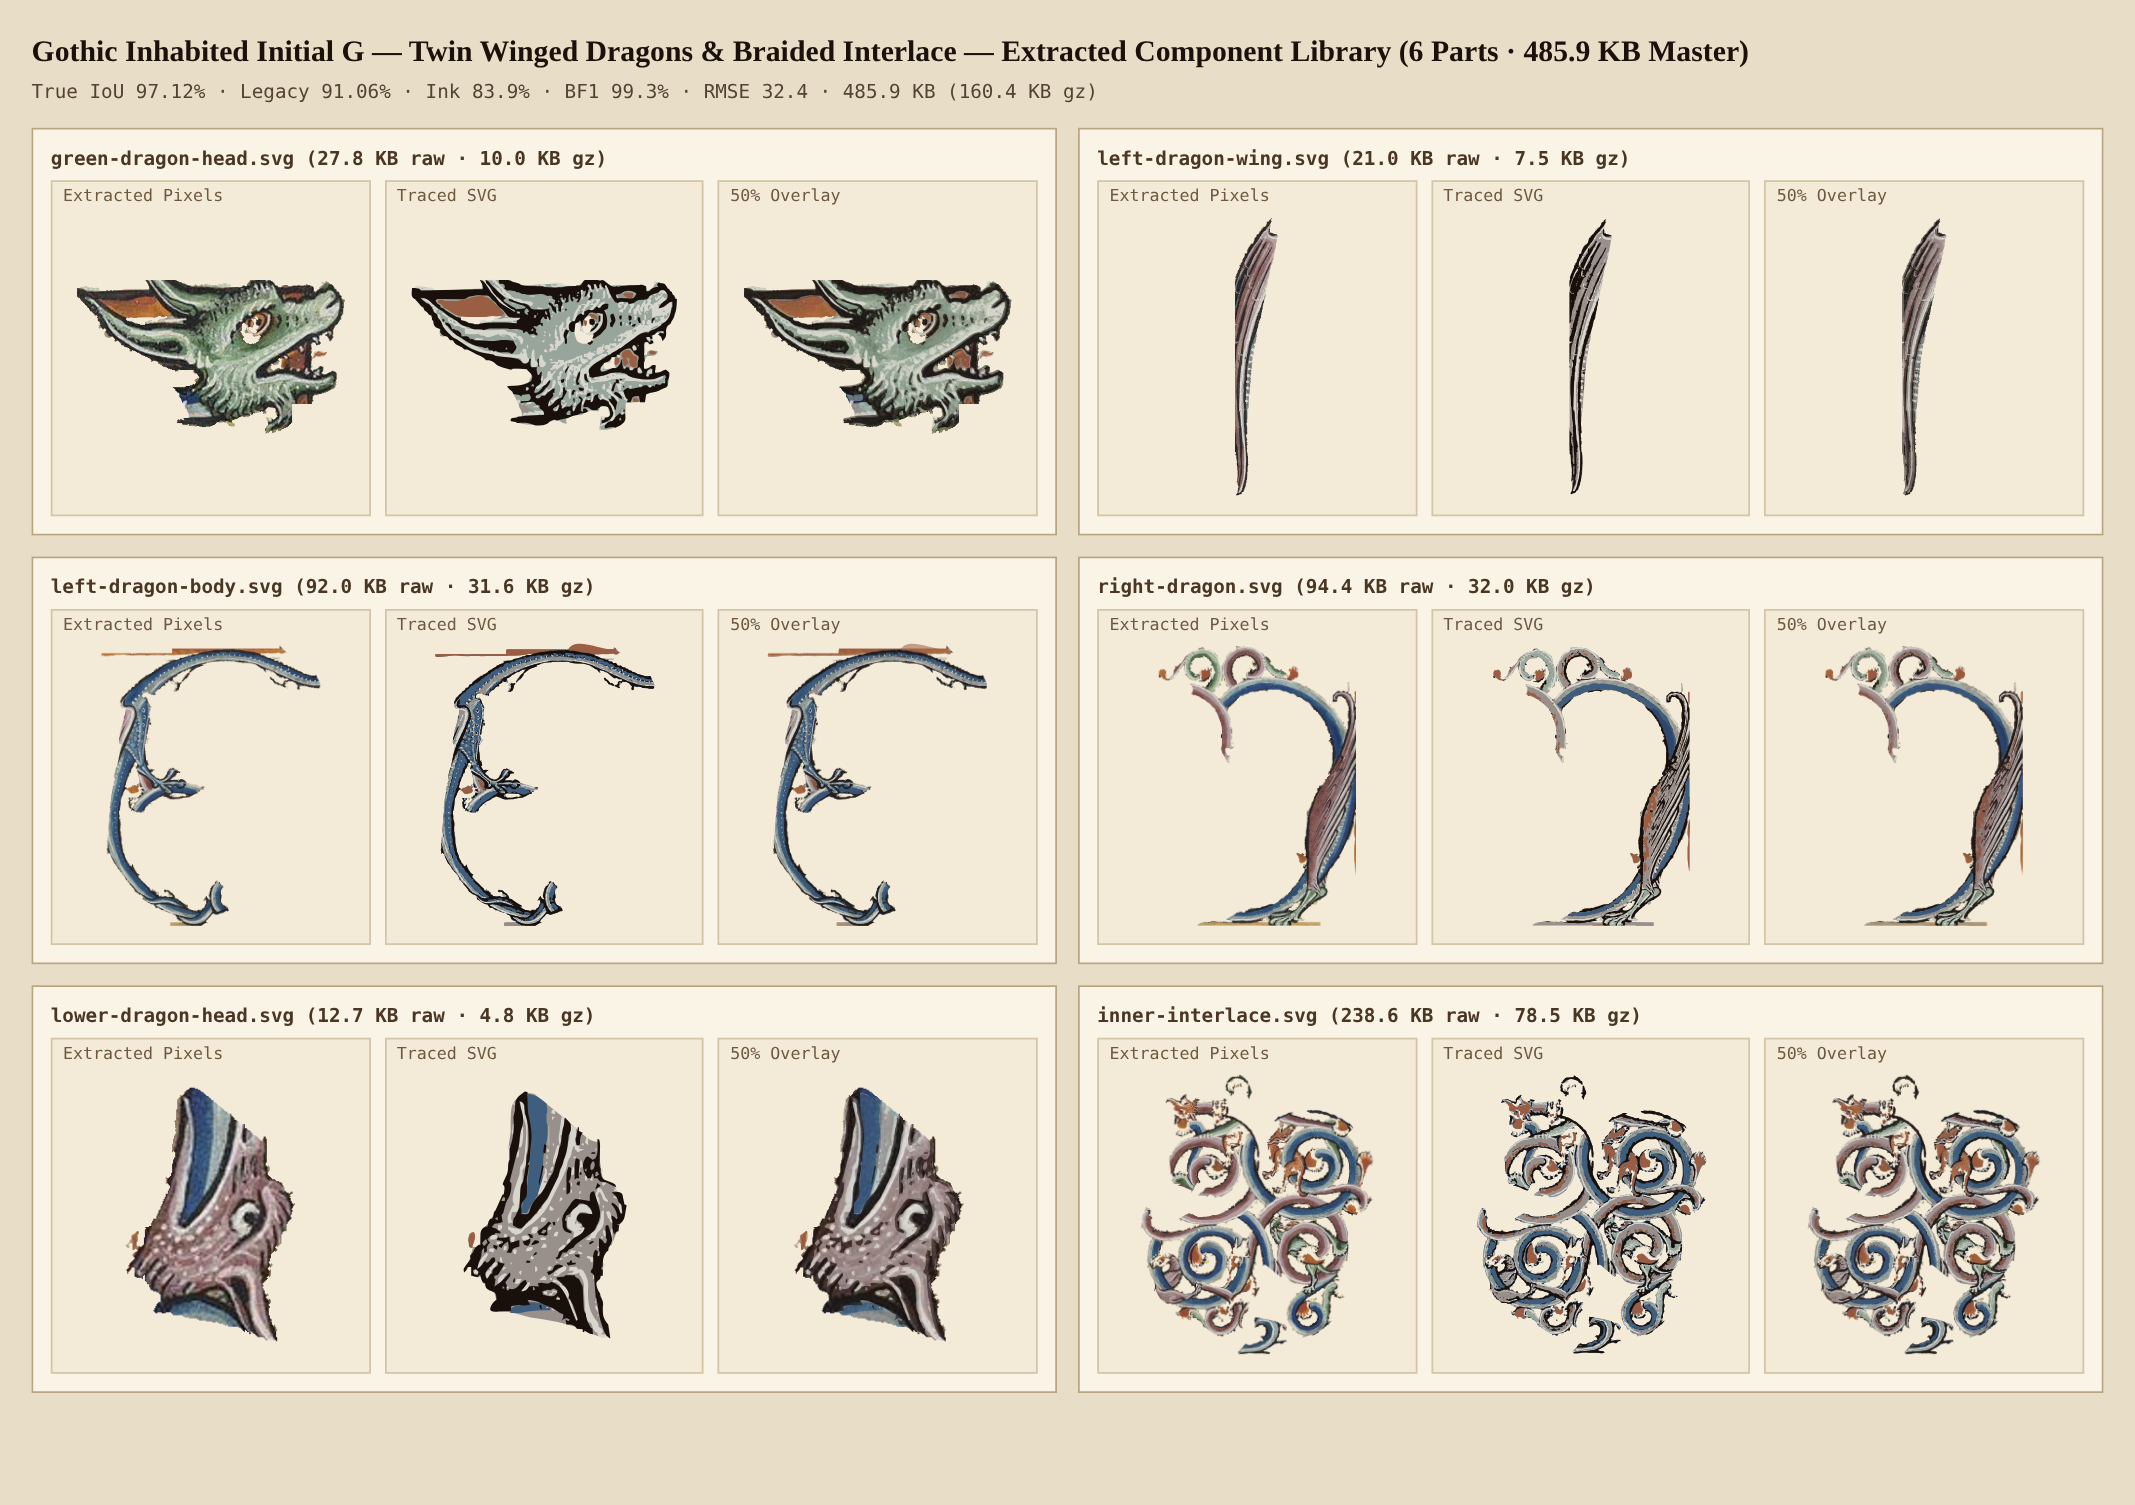 Gothic Inhabited Initial G — Twin Winged Dragons & Braided Interlace — Extracted Component Library (6 Parts · 485.9 KB Master)
True IoU 97.12% · Legacy 91.06% · Ink 83.9% · BF1 99.3% · RMSE 32.4 · 485.9 KB (160.4 KB gz)
green-dragon-head.svg (27.8 KB raw · 10.0 KB gz)
Extracted Pixels
Traced SVG
50% Overlay
left-dragon-wing.svg (21.0 KB raw · 7.5 KB gz)
Extracted Pixels
Traced SVG
50% Overlay
left-dragon-body.svg (92.0 KB raw · 31.6 KB gz)
Extracted Pixels
Traced SVG
50% Overlay
right-dragon.svg (94.4 KB raw · 32.0 KB gz)
Extracted Pixels
Traced SVG
50% Overlay
lower-dragon-head.svg (12.7 KB raw · 4.8 KB gz)
Extracted Pixels
Traced SVG
50% Overlay
inner-interlace.svg (238.6 KB raw · 78.5 KB gz)
Extracted Pixels
Traced SVG
50% Overlay